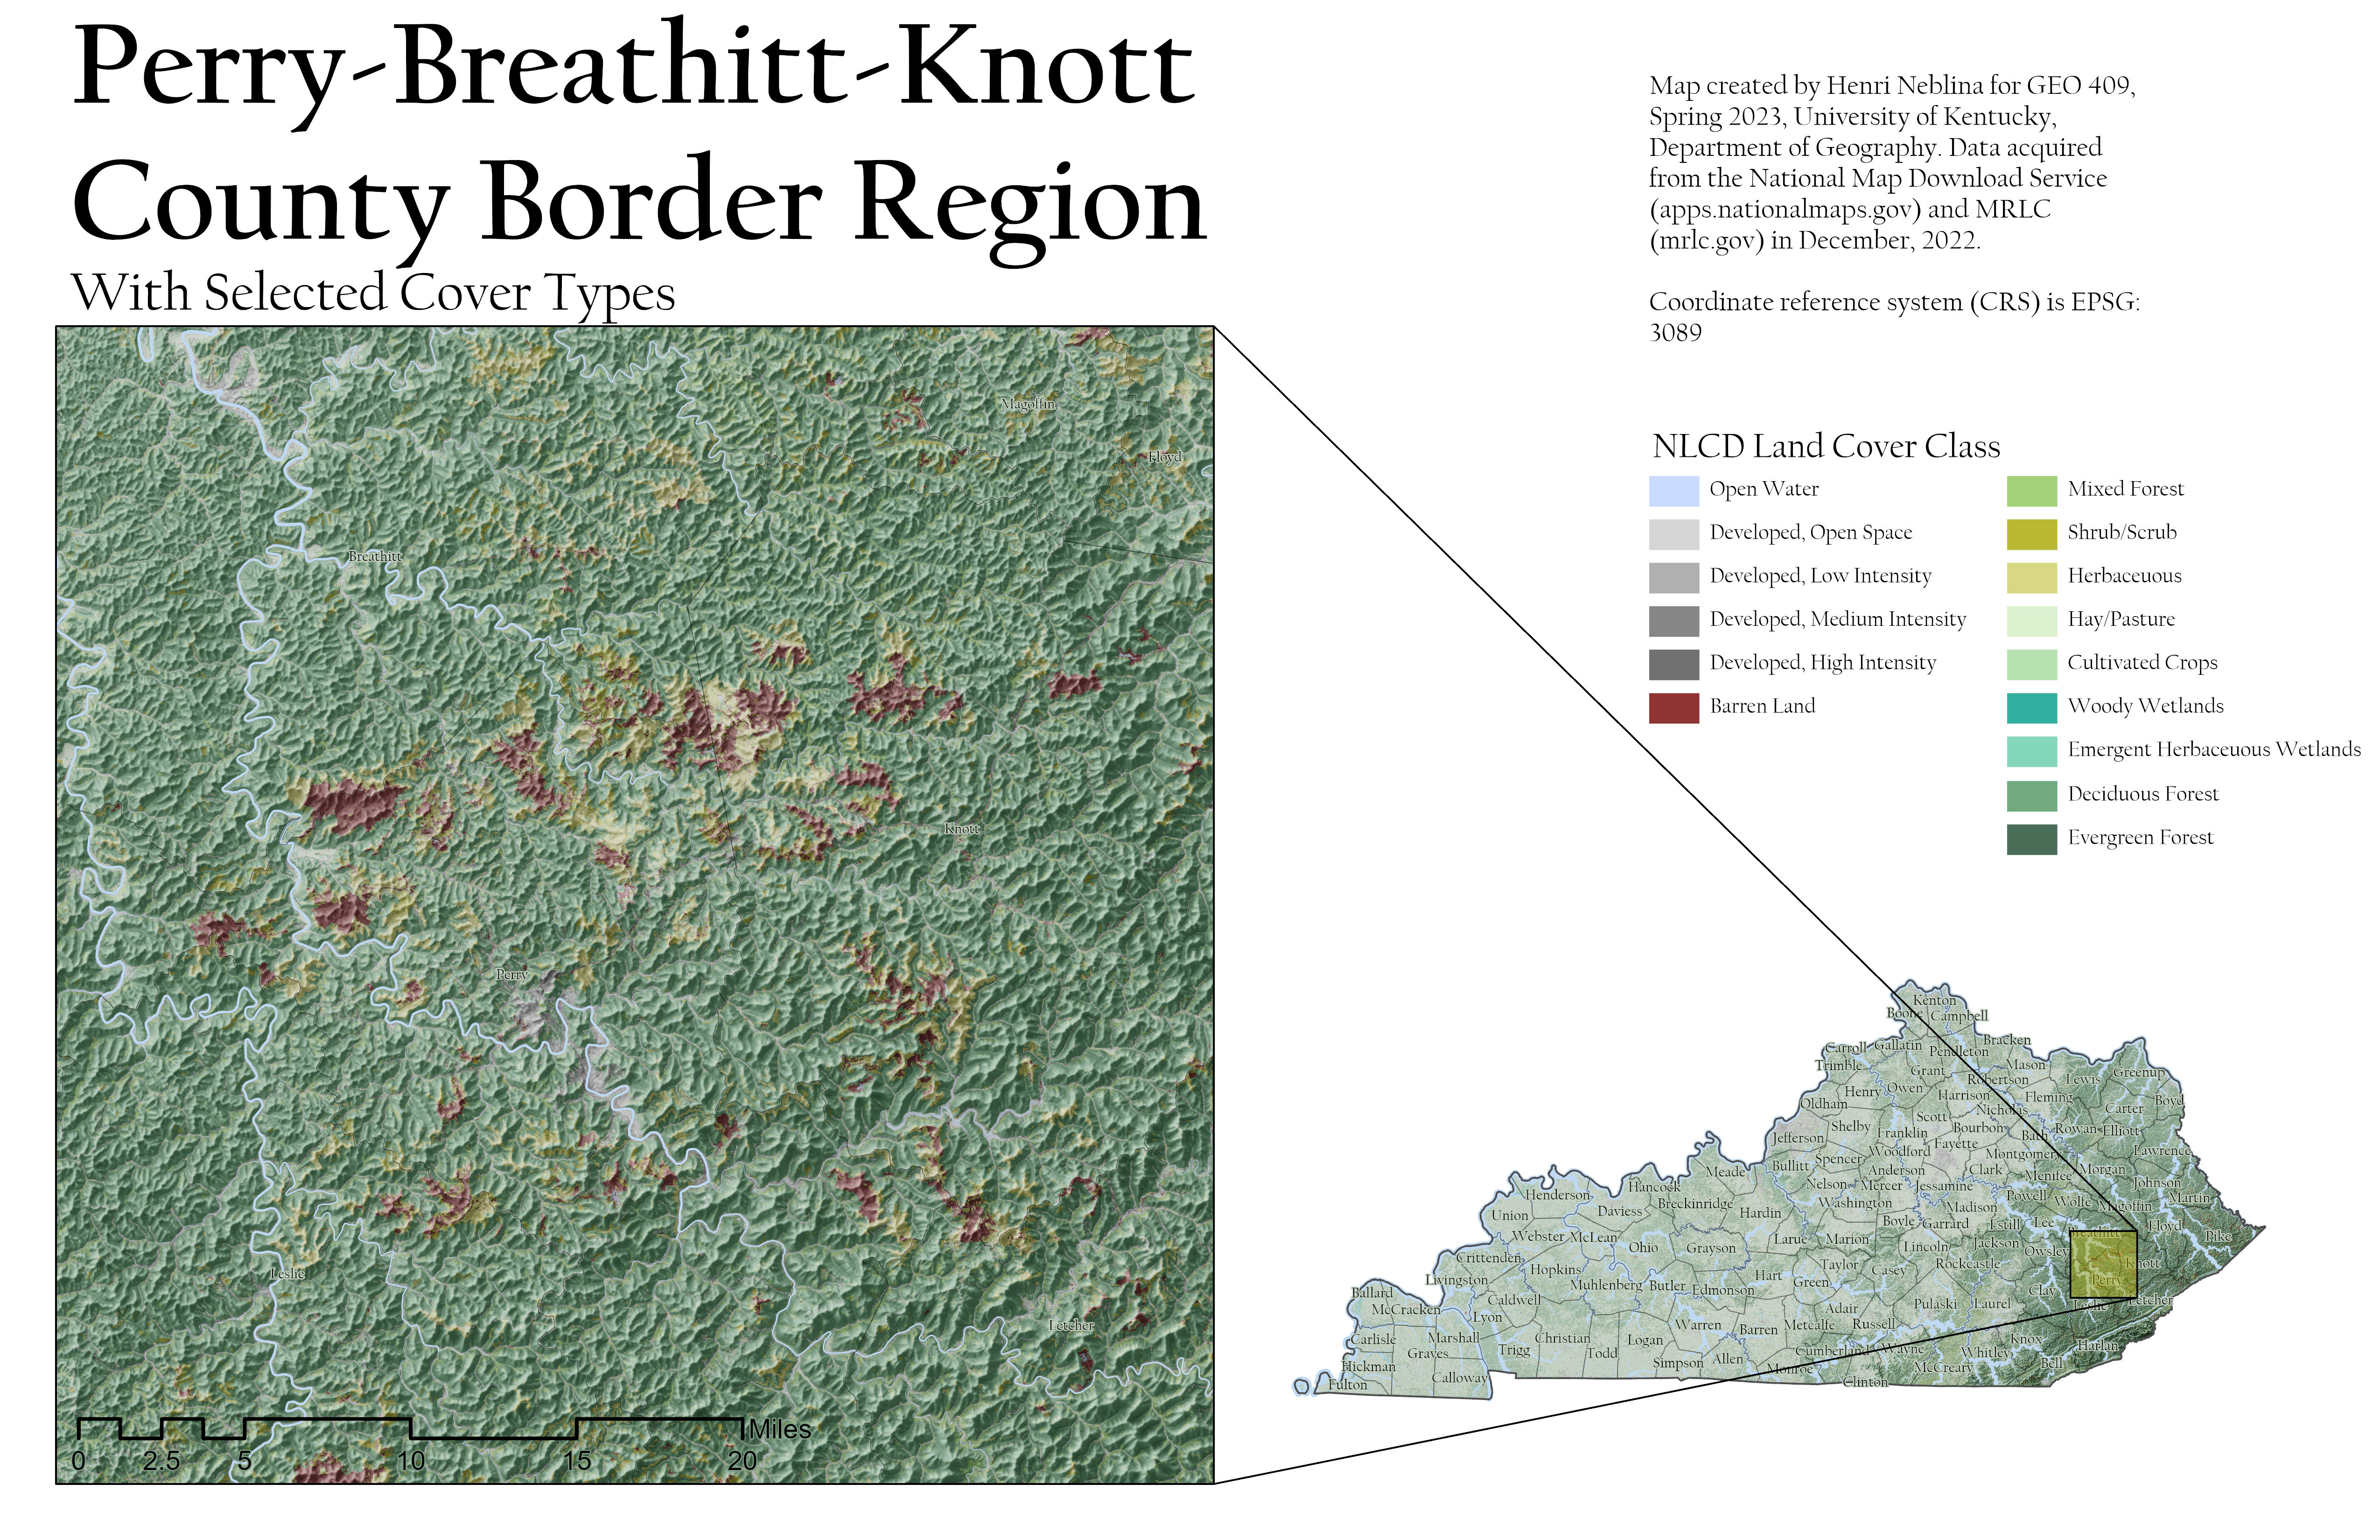 Perry-Breathitt-Knott
County Border Region
With Selected Cover Types
Map created by Henri Neblina for GEO 409,
Spring 2023, University of Kentucky,
Department of Geography. Data acquired
from the National Map Download Service
(apps.nationalmaps.gov) and MRLC
(mrlc.gov) in December, 2022.
Coordinate reference system (CRS) is EPSG:
3089
NLCD Land Cover Class
Open Water
Developed, Open Space
Developed, Low Intensity
Developed, Medium Intensity
Developed, High Intensity
Barren Land
Mixed Forest
Shrub/Scrub
Herbaceuous
Hay/Pasture
Cultivated Crops
Woody Wetlands
Emergent Herbaceuous Wetlands
Deciduous Forest
Evergreen Forest
Magoffin
Floyd
Breathitt
Knott
Perry
Leslie
Letcher
Miles
0 2.5 5 10 15 20
Kenton
Boone
Campbell
Bracken
Carroll
Gallatin
Pendleton
Trimble
Grant
Mason
Lewis
Greenup
Robertson
Henry
Owen
Harrison
Fleming
Boyd
Oldham
Nicholas
Carter
Scott
Shelby
Franklin
Bourbon
Rowan
Elliott
Jefferson
Bath
Fayette
Woodford
Montgomery
Lawrence
Bullitt
Spencer
Anderson
Clark
Menifee
Morgan
Meade
Nelson
Mercer
Jessamine
Johnson
Henderson
Hancock
Breckinridge
Washington
Madison
Powell
Wolfe
Magoffin
Martin
Union
Daviess
Hardin
Boyle
Garrard
Estill
Lee
Floyd
Pike
Webster
McLean
Ohio
Grayson
Larue
Marion
Lincoln
Jackson
Owsley
Breathitt
Knott
Crittenden
Hopkins
Hart
Taylor
Casey
Rockcastle
Perry
Livingston
Muhlenberg
Butler
Edmonson
Green
Clay
Leslie
Letcher
Ballard
McCracken
Caldwell
Lyon
Adair
Pulaski
Laurel
Carlisle
Marshall
Christian
Logan
Warren
Barren
Metcalfe
Russell
Knox
Harlan
Graves
Trigg
Todd
Simpson
Allen
Monroe
Cumberland
Wayne
Whitley
Bell
Hickman
McCreary
Fulton
Calloway
Clinton